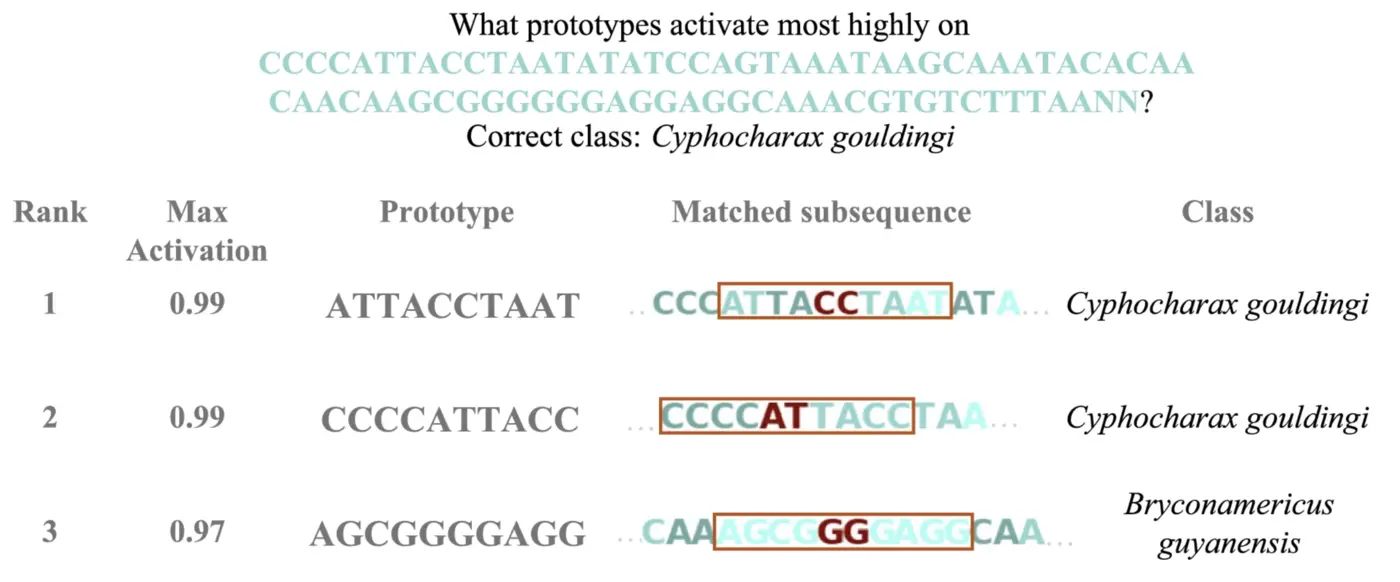 What prototypes activate most highly on
CCCCATTACCTAATATATCCAGTAAATAAGCAAATACACAA
CAACAAGCGGGGGGAGGAGGCAAACGTGTCTTTAANN?
Correct class: Cyphocharax gouldingi
Rank Max Activation Prototype Matched subsequence Class
1 0.99 ATTACCTAAT ..CCCATTACCTAATATA... Cyphocharax gouldingi
2 0.99 CCCCATTACC ...CCCCATTACCTAA... Cyphocharax gouldingi
3 0.97 AGCGGGGAGG ...CAAAGCGGGGAGGCAA... Bryconamericus guyanensis